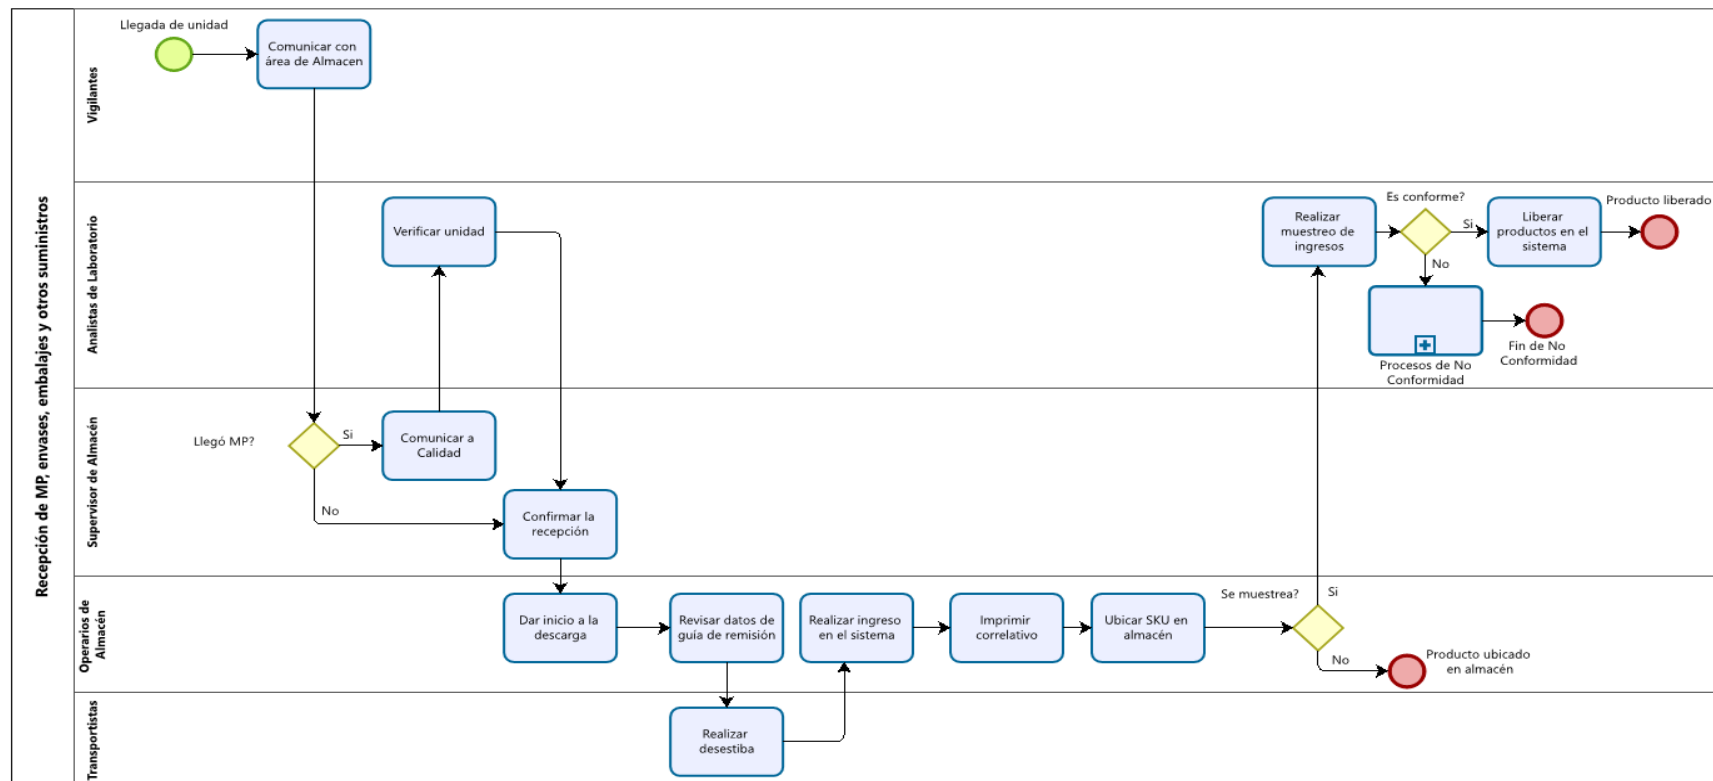 Recepción de MP, envases, embalajes y otros suministros
Vigilantes
Llegada de unidad
Comunicar con
área de Almacen
Analistas de Laboratorio
Verificar unidad
Realizar
muestreo de
ingresos
Es conforme?
Si
No
Liberar
productos en el
sistema
Producto liberado
Procesos de No
Conformidad
Fin de No
Conformidad
Supervisor de Almacén
Llegó MP?
Si
No
Comunicar a
Calidad
Confirmar la
recepción
Operarios de
Almacén
Dar inicio a la
descarga
Revisar datos de
guía de remisión
Realizar ingreso
en el sistema
Imprimir
correlativo
Ubicar SKU en
almacén
Se muestrea?
Si
No
Producto ubicado
en almacén
Transportistas
Realizar
desestiba